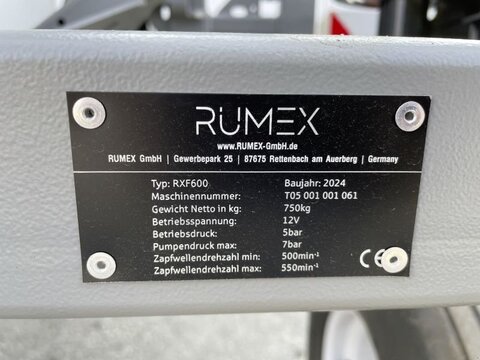 RUMEX
www.RUMEX-GmbH.de
RUMEX GmbH | Gewerbepark 25 | 87675 Rettenbach am Auerberg | Germany
Typ: RXF600 Baujahr: 2024
Maschinennummer: T05 001 001 061
Gewicht Netto in kg: 750kg
Betriebsspannung: 12V
Betriebsdruck: 5bar
Pumpendruck max: 7bar
Zapfwellendrehzahl min: 500min⁻¹
Zapfwellendrehzahl max: 550min⁻¹
CE